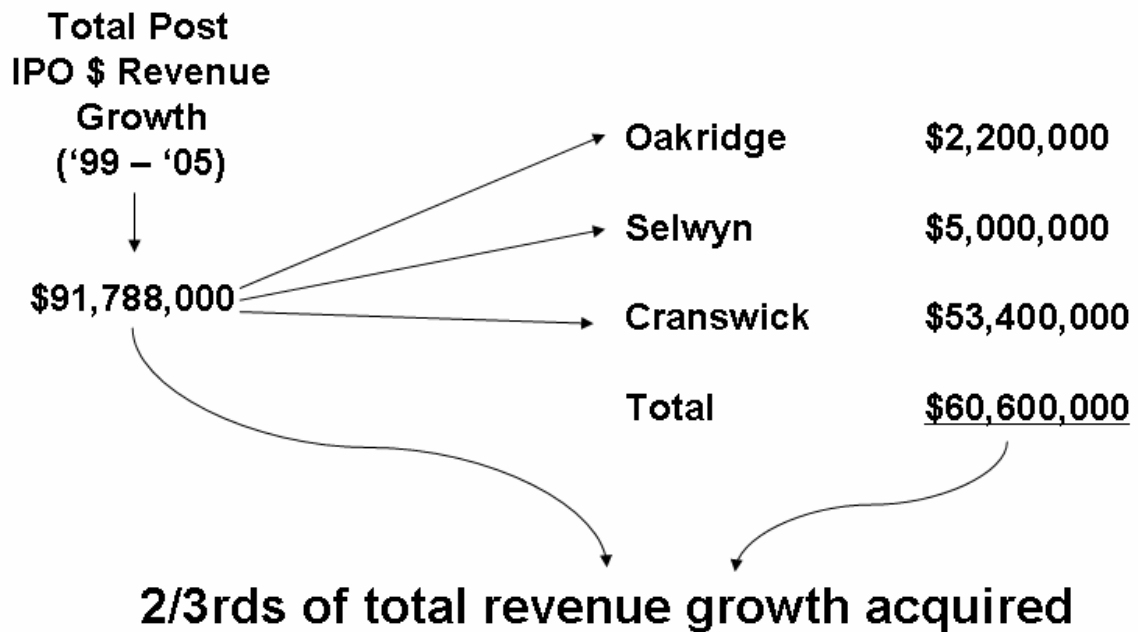 Total Post
IPO $ Revenue
Growth
(‘99 – ‘05)
$91,788,000
Oakridge $2,200,000
Selwyn $5,000,000
Cranswick $53,400,000
Total $60,600,000
2/3rds of total revenue growth acquired